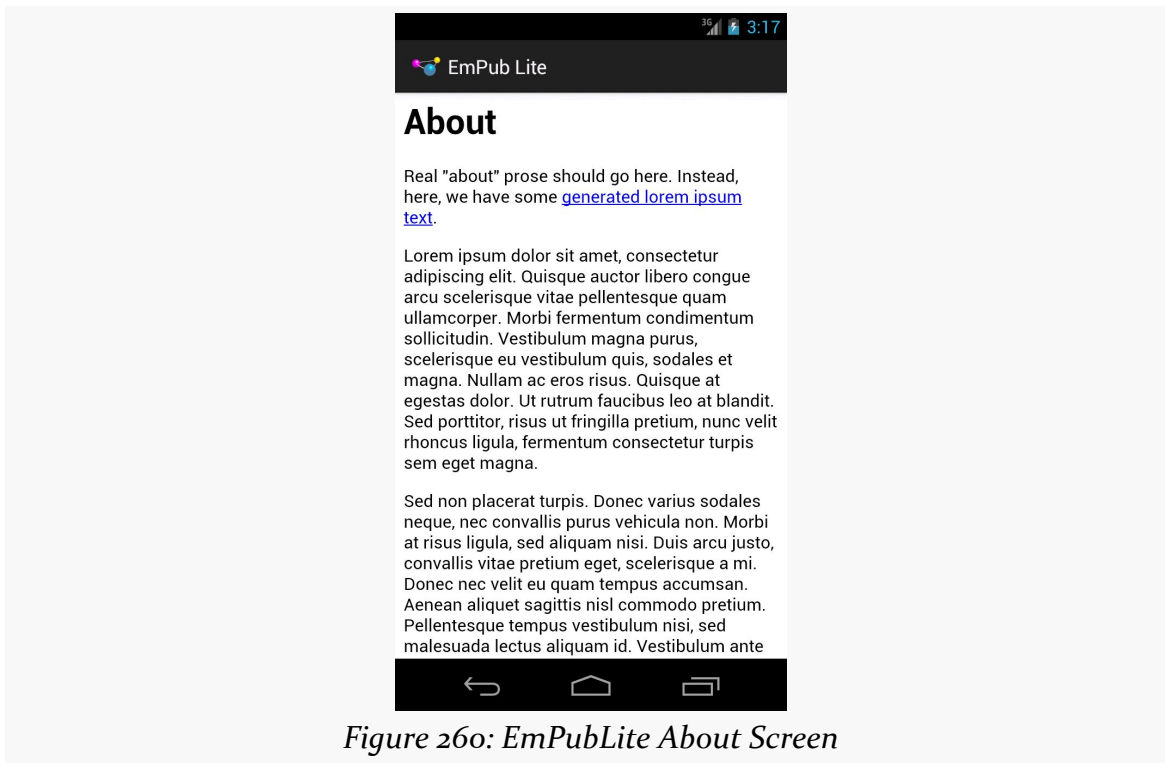 3G 3:17
EmPub Lite
About
Real "about" prose should go here. Instead,
here, we have some generated lorem ipsum
text.
Lorem ipsum dolor sit amet, consectetur
adipiscing elit. Quisque auctor libero congue
arcu scelerisque vitae pellentesque quam
ullamcorper. Morbi fermentum condimentum
sollicitudin. Vestibulum magna purus,
scelerisque eu vestibulum quis, sodales et
magna. Nullam ac eros risus. Quisque at
egestas dolor. Ut rutrum faucibus leo at blandit.
Sed porttitor, risus ut fringilla pretium, nunc velit
rhoncus ligula, fermentum consectetur turpis
sem eget magna.
Sed non placerat turpis. Donec varius sodales
neque, nec convallis purus vehicula non. Morbi
at risus ligula, sed aliquam nisi. Duis arcu justo,
convallis vitae pretium eget, scelerisque a mi.
Donec nec velit eu quam tempus accumsan.
Aenean aliquet sagittis nisl commodo pretium.
Pellentesque tempus vestibulum nisi, sed
malesuada lectus aliquam id. Vestibulum ante
Figure 260: EmPubLite About Screen